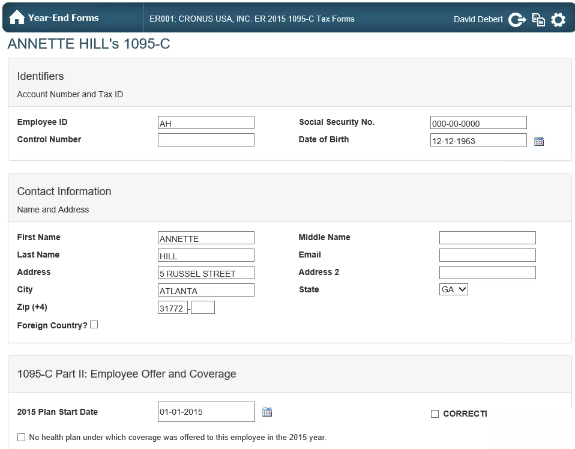 Year-End Forms ER001: CRONUS USA, INC. ER 2015 1095-C Tax Forms David Debert
ANNETTE HILL's 1095-C
Identifiers
Account Number and Tax ID
Employee ID AH Social Security No. 000-00-0000
Control Number Date of Birth 12-12-1963
Contact Information
Name and Address
First Name ANNETTE Middle Name
Last Name HILL Email
Address 5 RUSSEL STREET Address 2
City ATLANTA State GA
Zip (+4) 31772 -
Foreign Country?
1095-C Part II: Employee Offer and Coverage
2015 Plan Start Date 01-01-2015 CORRECTI
No health plan under which coverage was offered to this employee in the 2015 year.